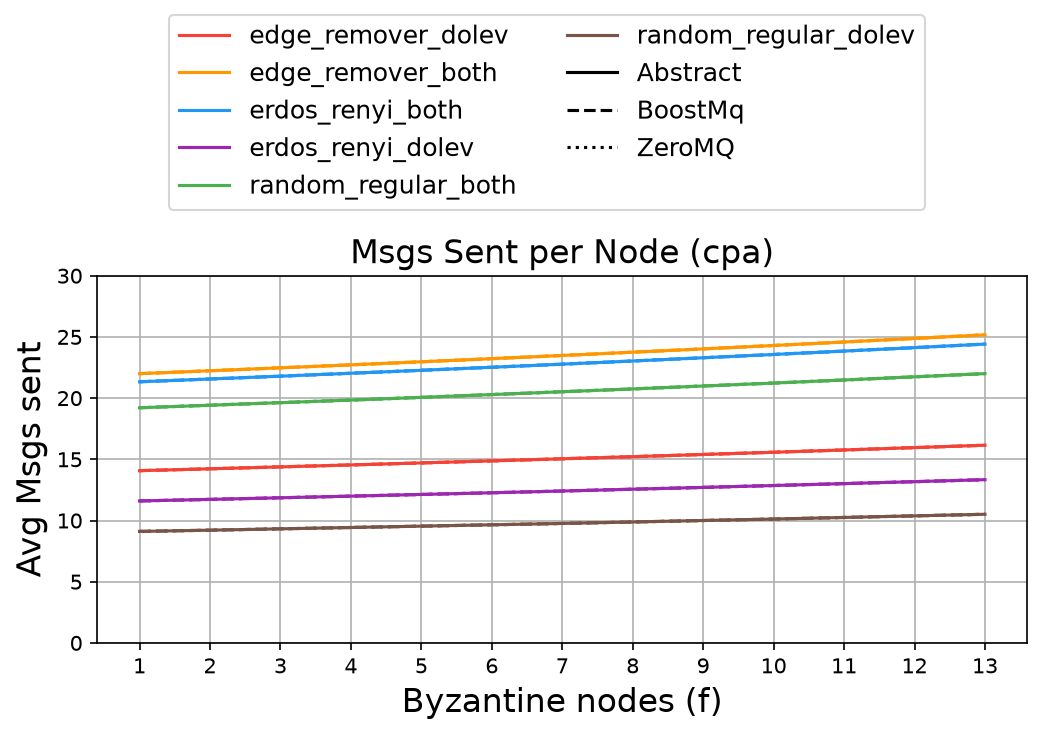 edge_remover_dolev
edge_remover_both
erdos_renyi_both
erdos_renyi_dolev
random_regular_both
random_regular_dolev
Abstract
BoostMq
ZeroMQ
Msgs Sent per Node (cpa)
Avg Msgs sent
30
25
20
15
10
5
0
1 2 3 4 5 6 7 8 9 10 11 12 13
Byzantine nodes (f)